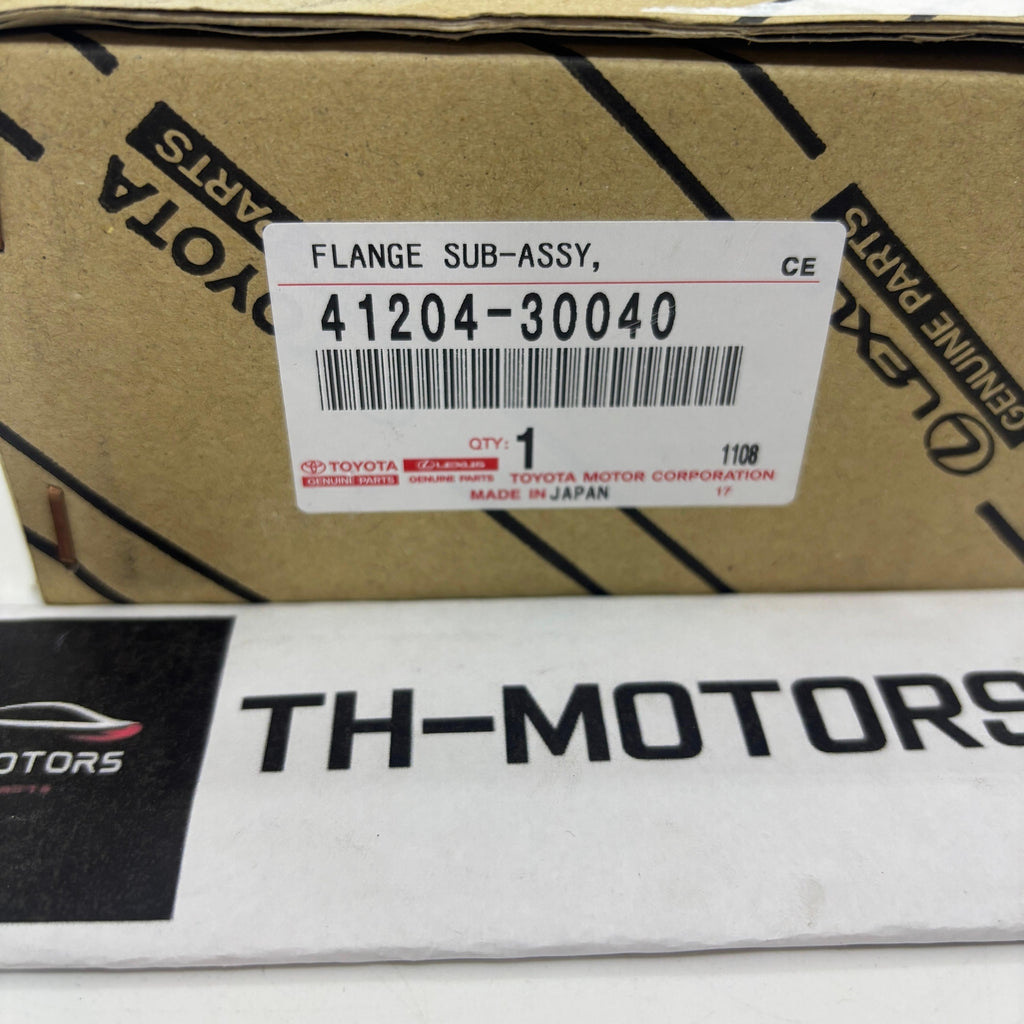 TOYOTA
PARTS
FLANGE SUB-ASSY,
CE
41204-30040
QTY: 1
1108
TOYOTA
GENUINE PARTS
LEXUS
GENUINE PARTS
TOYOTA MOTOR CORPORATION
MADE IN JAPAN
17
LEXUS
GENUINE PARTS
OTORS
TH-MOTORS